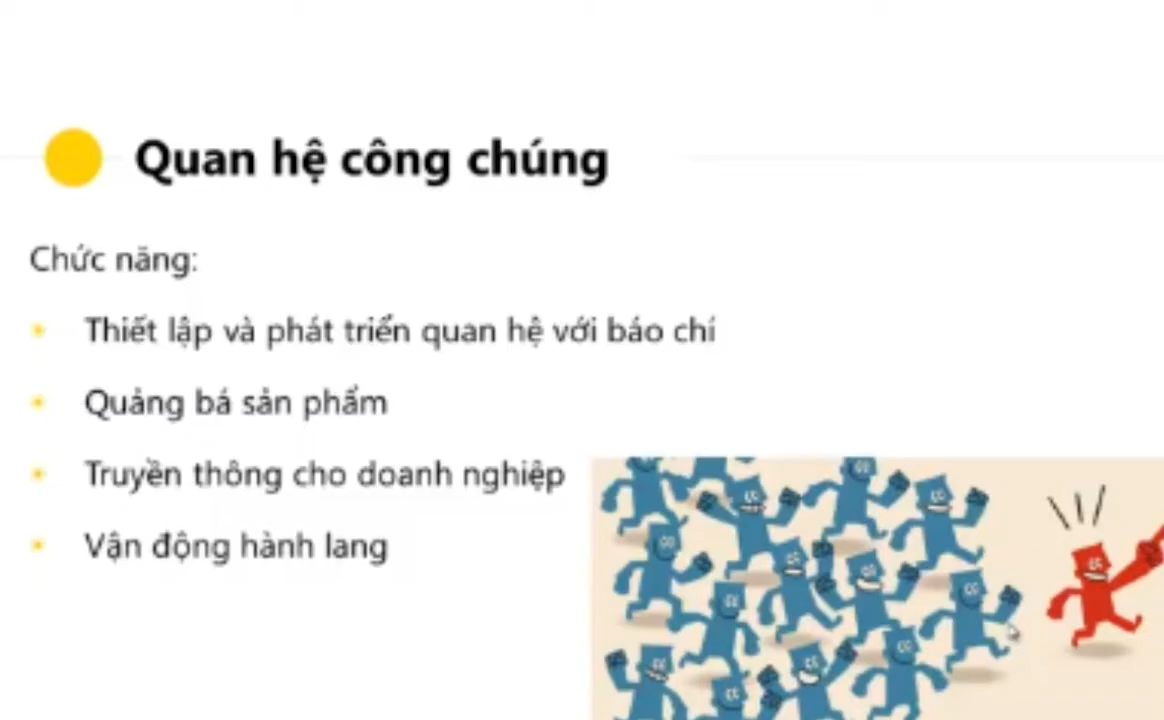 Quan hệ công chúng
Chức năng:
Thiết lập và phát triển quan hệ với báo chí
Quảng bá sản phẩm
Truyền thông cho doanh nghiệp
Vận động hành lang